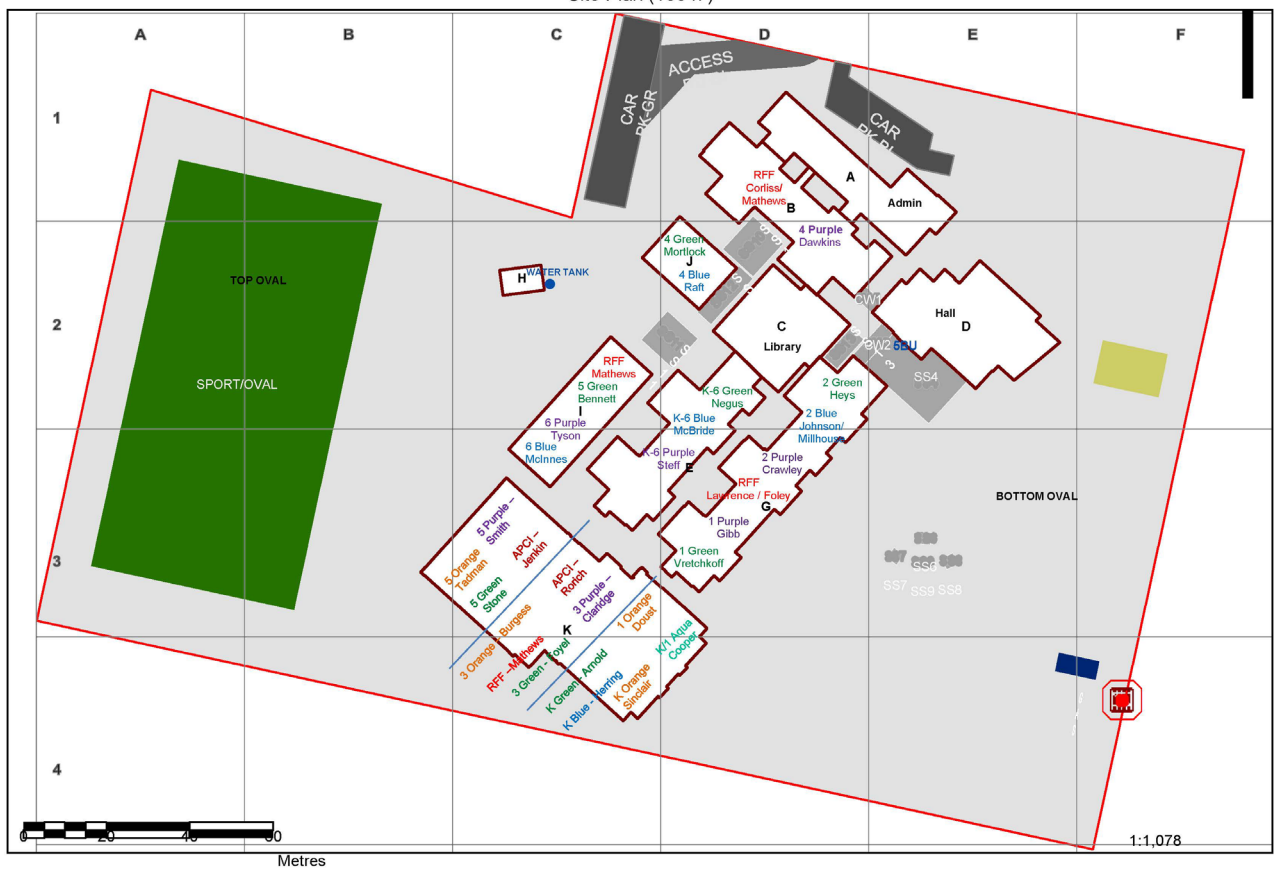 A
B
C
D
E
F
1
2
3
4
CAR
PK-GR
ACCESS
CAR
A
Admin
RFF
Corliss/
Mathews
B
4 Purple
Dawkins
4 Green
Mortlock
J
4 Blue
Raft
H
WATER TANK
TOP OVAL
SPORT/OVAL
C
Library
CW1
CW2
5BU
Hall
D
SS4
RFF
Mathews
5 Green
Bennett
I
6 Purple
Tyson
6 Blue
McInnes
K-6 Green
Negus
K-6 Blue
McBride
K-6 Purple
Steff
E
2 Green
Heys
2 Blue
Johnson/
Millhouse
2 Purple
Crawley
RFF
Lawrence / Foley
G
1 Purple
Gibb
1 Green
Vretchkoff
BOTTOM OVAL
SS6
SS7
SS9
SS8
5 Purple –
Smith
5 Orange
Tadman
5 Green
Stone
APCI –
Jenkin
APCI –
Rorich
3 Purple –
Claridge
K
3 Orange - Burgess
RFF –Mathews
3 Green - Toyer
1 Orange
Doust
K/1 Aqua
Cooper
K Green - Arnold
K Blue - Herring
K Orange
Sinclair
0
20
Metres
1:1,078